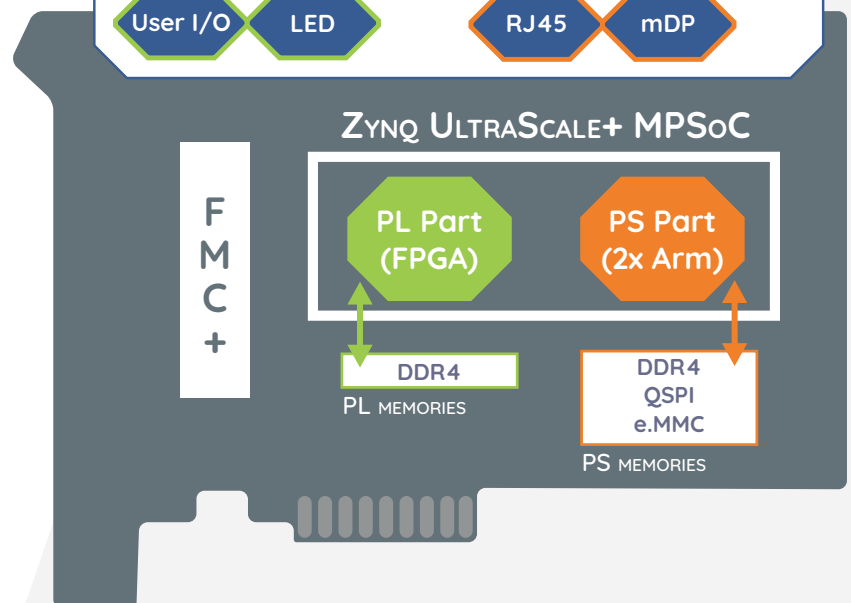 User I/O
LED
RJ45
mDP
ZYNQ ULTRASCALE+ MPSOC
F
M
C
+
PL Part
(FPGA)
PS Part
(2x Arm)
DDR4
PL MEMORIES
DDR4
QSPI
e.MMC
PS MEMORIES